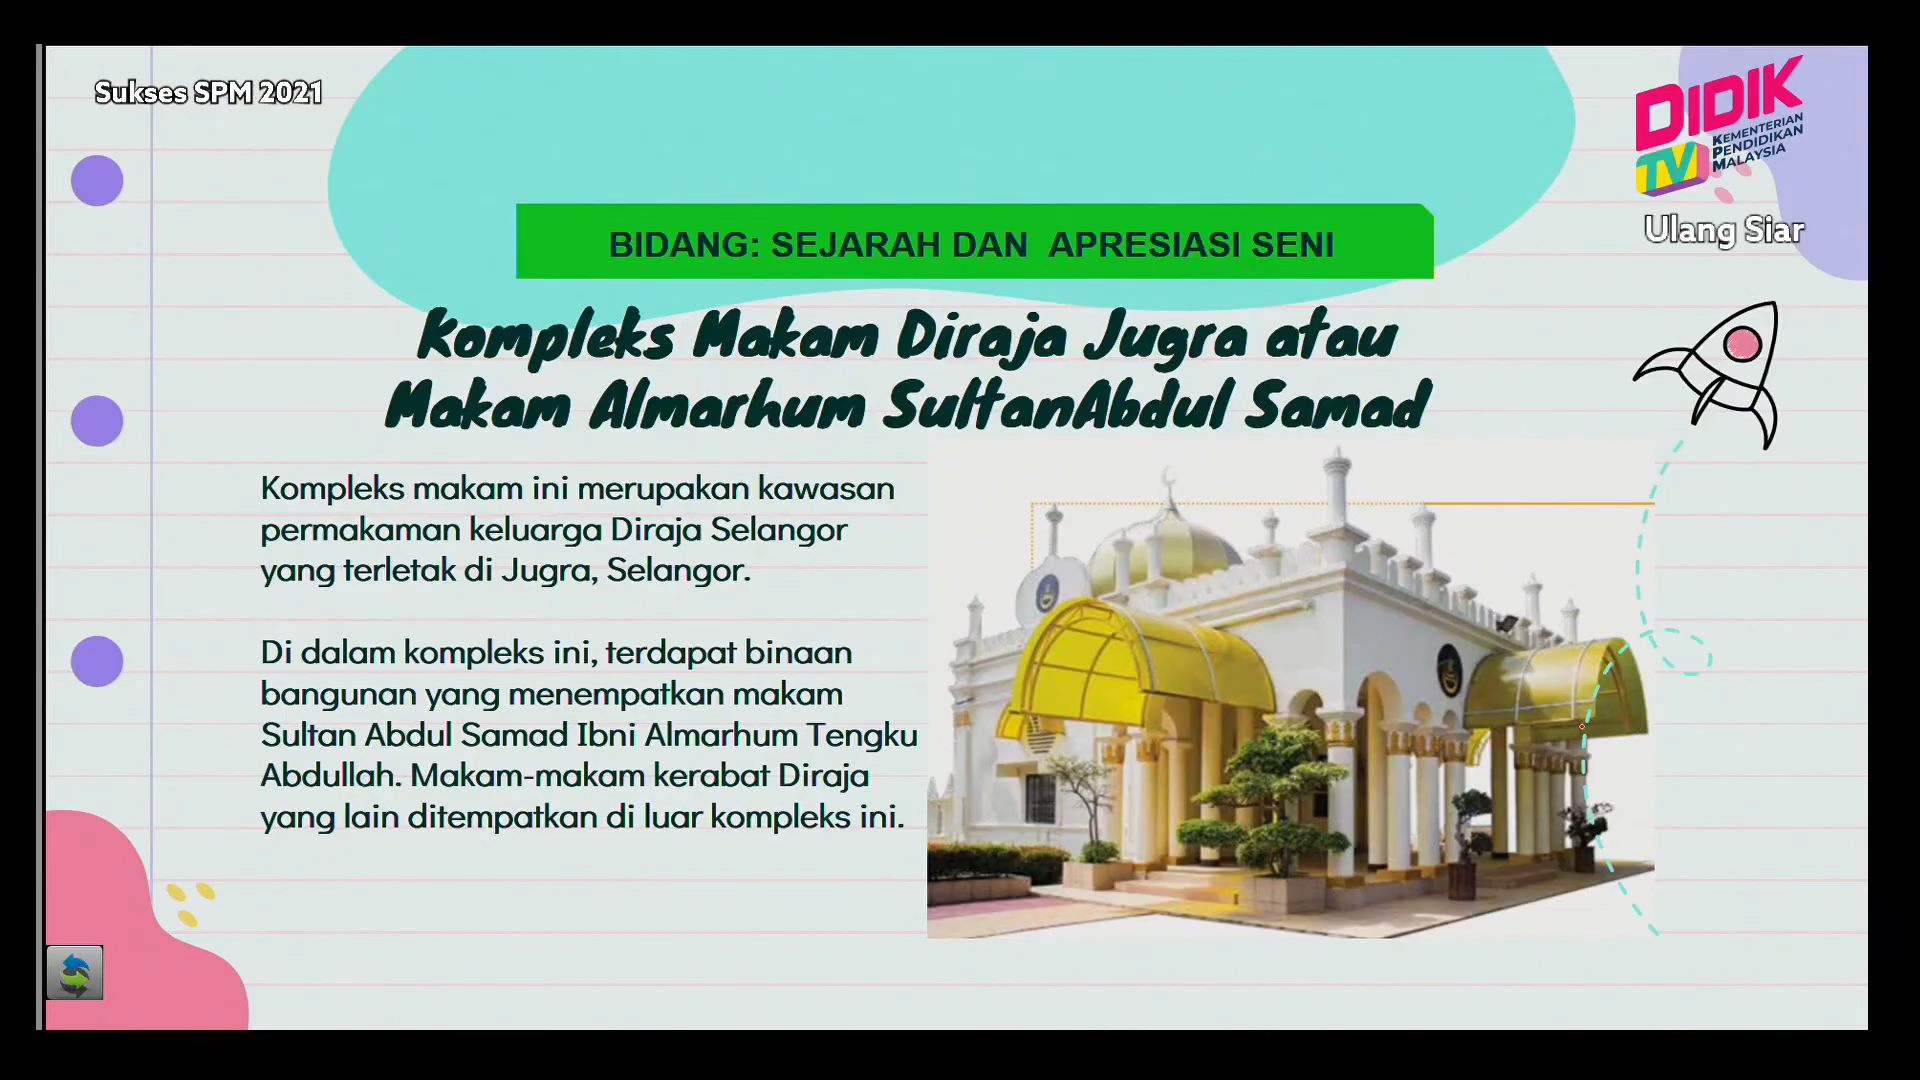 Sukses SPM 2021
DIDIK
TV
KEMENTERIAN
PENDIDIKAN
MALAYSIA
Ulang Siar
BIDANG: SEJARAH DAN  APRESIASI SENI
Kompleks Makam Diraja Jugra atau
Makam Almarhum SultanAbdul Samad
Kompleks makam ini merupakan kawasan
permakaman keluarga Diraja Selangor
yang terletak di Jugra, Selangor.
Di dalam kompleks ini, terdapat binaan
bangunan yang menempatkan makam
Sultan Abdul Samad Ibni Almarhum Tengku
Abdullah. Makam-makam kerabat Diraja
yang lain ditempatkan di luar kompleks ini.